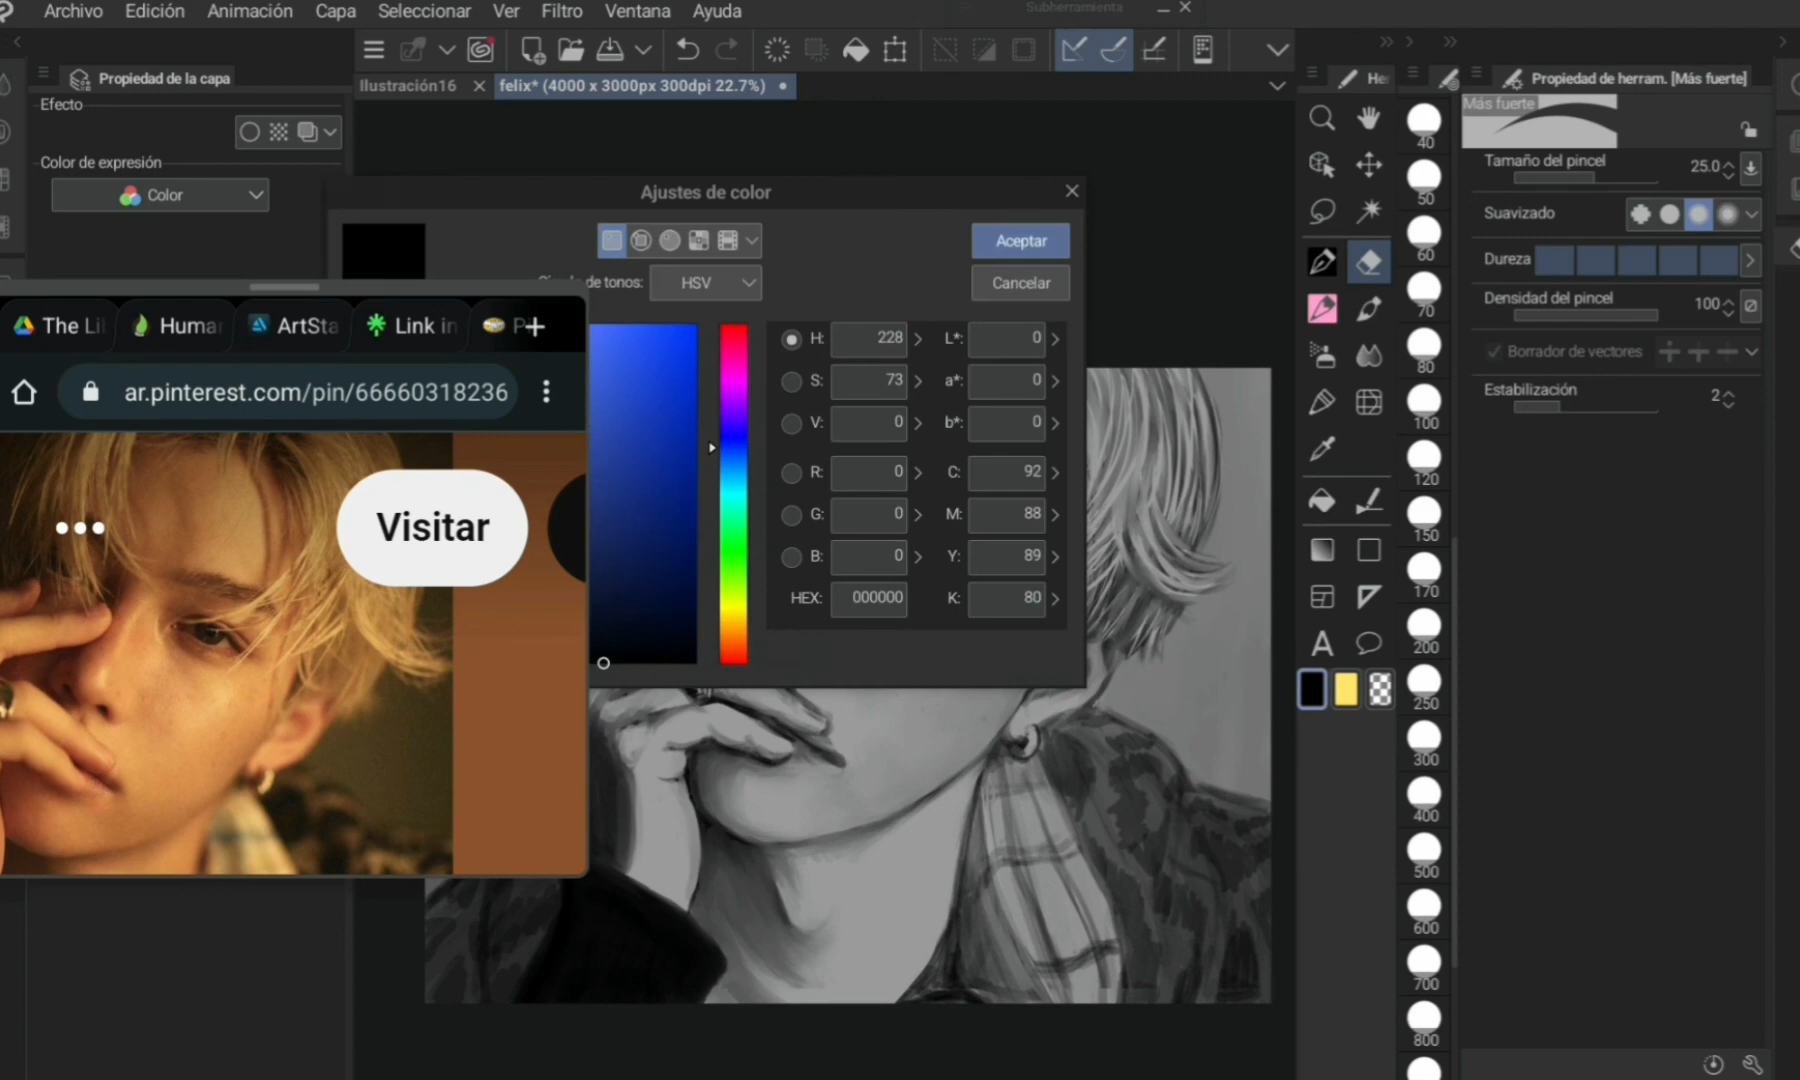 Archivo Edición Animación Capa Seleccionar Ver Filtro Ventana Ayuda
Subherramienta
Propiedad de la capa
Ilustración16
felix* (4000 x 3000px 300dpi 22.7%)
Efecto
Color de expresión
Color
Ajustes de color
Aceptar
de tonos:
HSV
Cancelar
H: 228
L*: 0
S: 73
a*: 0
V: 0
b*: 0
R: 0
C: 92
G: 0
M: 88
B: 0
Y: 89
HEX: 000000
K: 80
The Li
Human
ArtSta
Link in
ar.pinterest.com/pin/66660318236
Visitar
Her
40
50
60
70
80
100
120
150
170
200
250
300
400
500
600
700
800
A
Propiedad de herram. [Más fuerte]
Más fuerte
Tamaño del pincel 25.0
Suavizado
Dureza
Densidad del pincel 100
Borrador de vectores
Estabilización 2